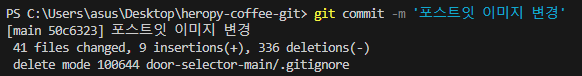 PS C:\Users\asus\Desktop\heropy-coffee-git> git commit -m '포스트잇 이미지 변경'
[main 50c6323] 포스트잇 이미지 변경
 41 files changed, 9 insertions(+), 336 deletions(-)
 delete mode 100644 door-selector-main/.gitignore